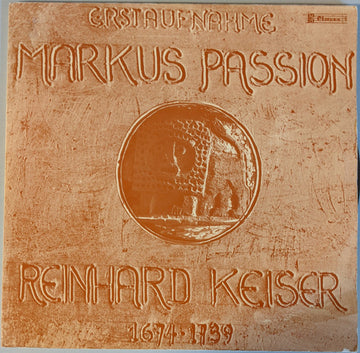 ERSTAUFNAHME
MARKUS PASSION
REINHARD KEISER
1674-1739